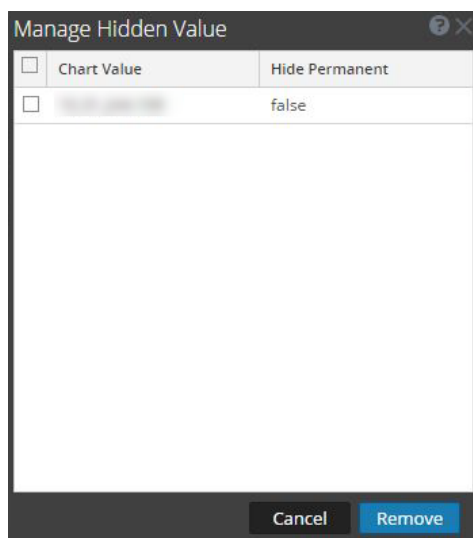 Manage Hidden Value
Chart Value Hide Permanent
false
Cancel Remove